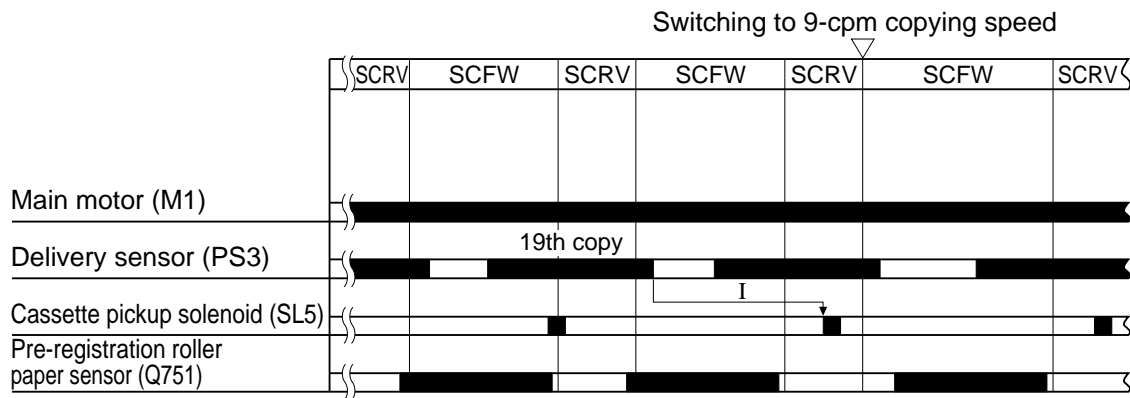 Switching to 9-cpm copying speed
SCRV SCFW SCRV SCFW SCRV SCFW SCRV
Main motor (M1)
19th copy
Delivery sensor (PS3)
I
Cassette pickup solenoid (SL5)
Pre-registration roller
paper sensor (Q751)